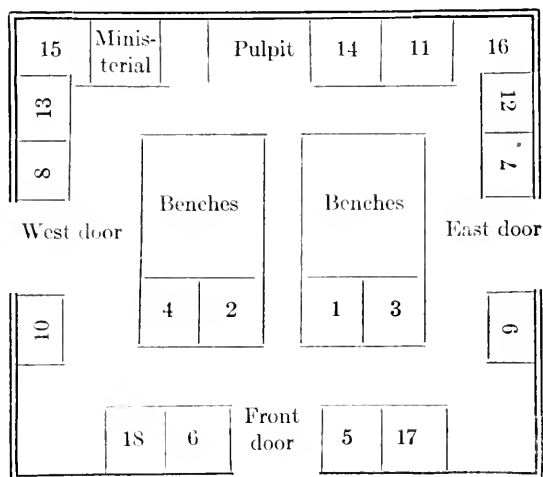 15
Minis-
terial
Pulpit
14
11
16
13
12
8
7
Benches
Benches
West door
East door
4
2
1
3
10
9
18
6
Front
door
5
17